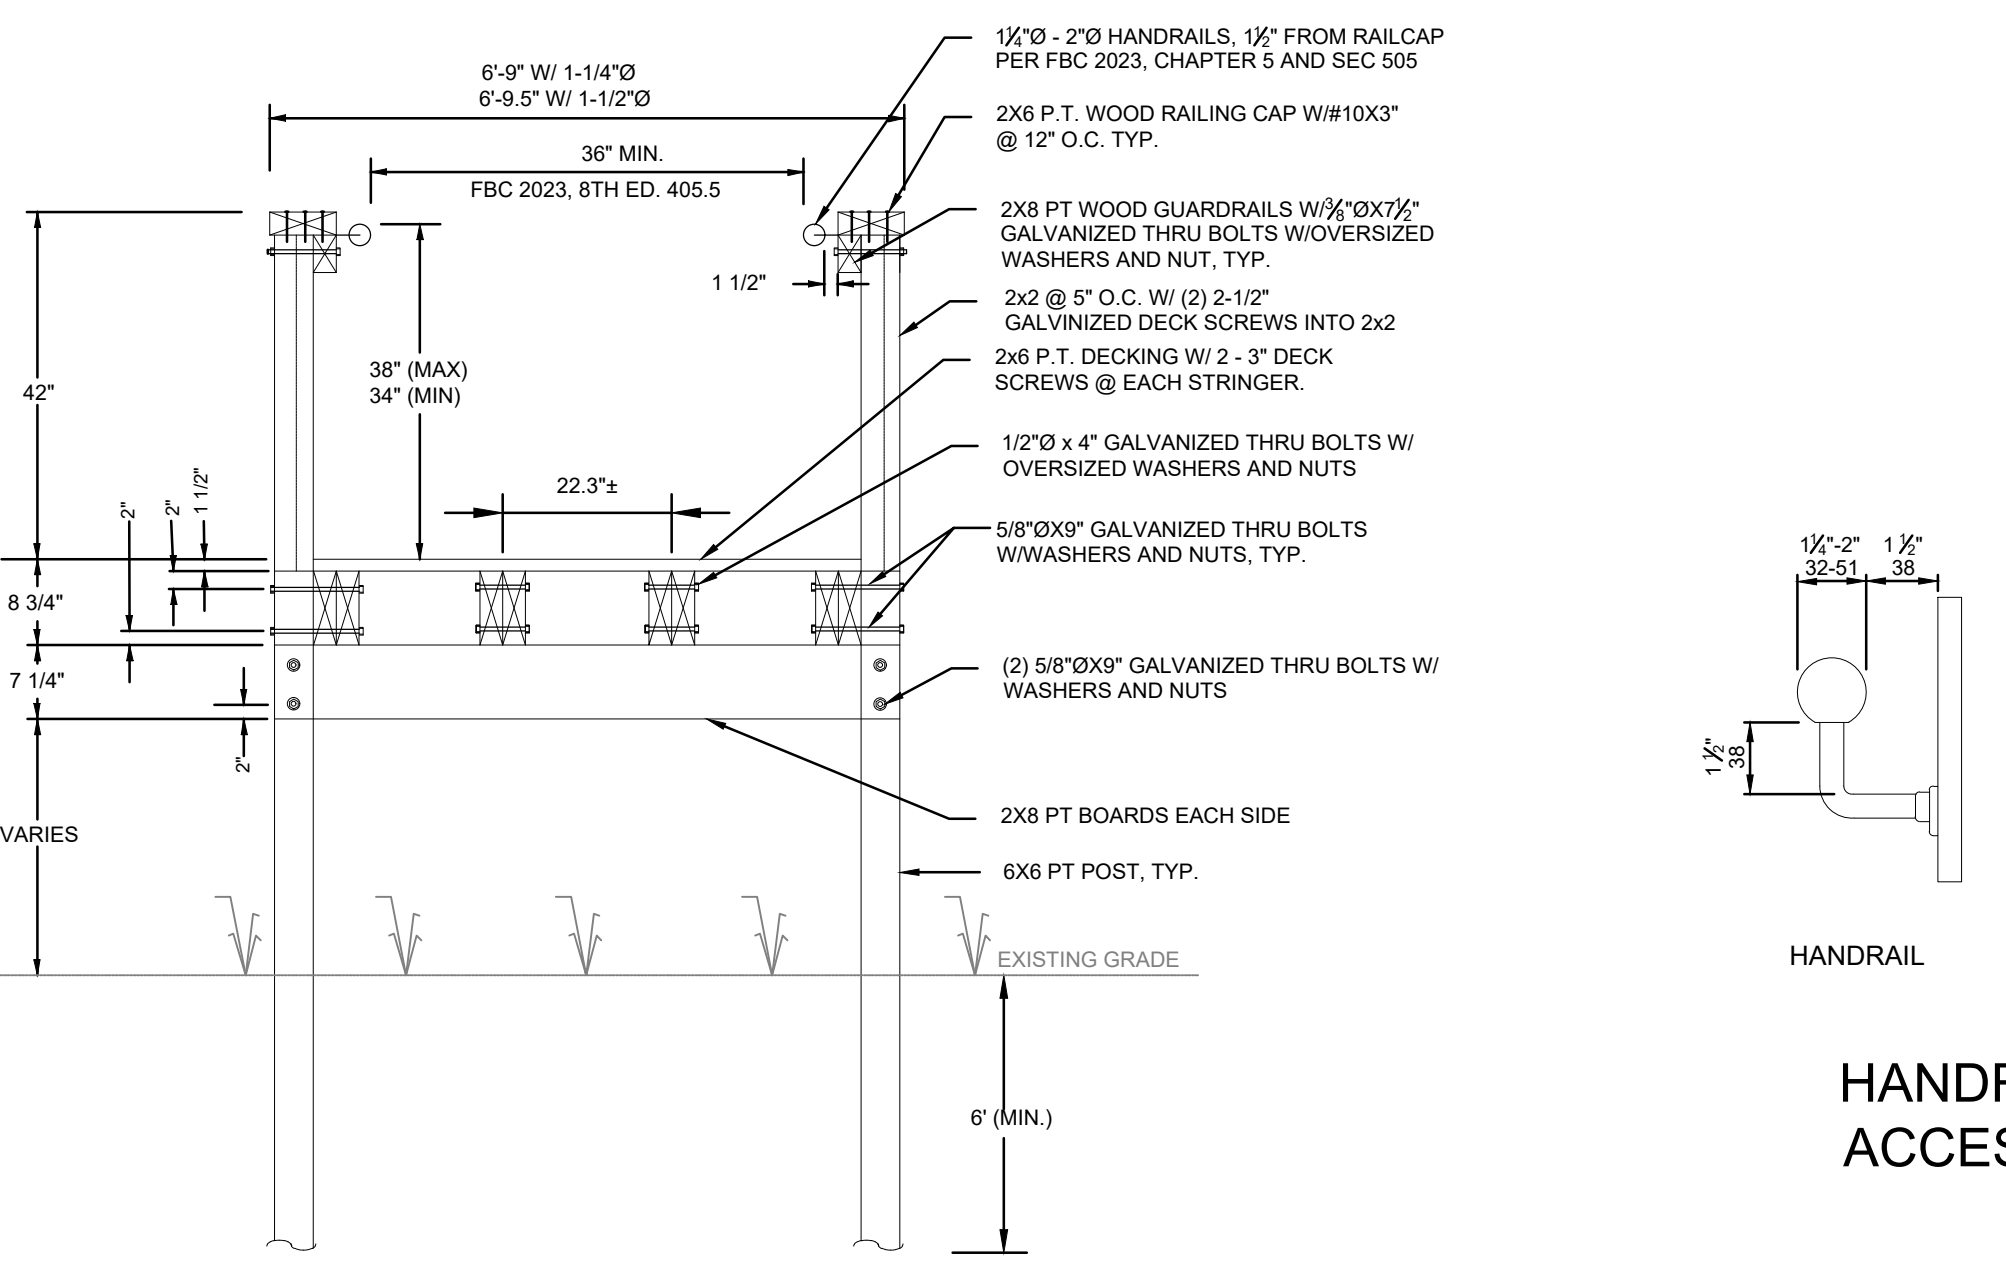 6'-9" W/ 1-1/4"Ø
6'-9.5" W/ 1-1/2"Ø
36" MIN.
FBC 2023, 8TH ED. 405.5
1 1/2"
38" (MAX)
34" (MIN)
42"
22.3"±
2"
2"
1 1/2"
8 3/4"
7 1/4"
2"
VARIES
1¼"Ø - 2"Ø HANDRAILS, 1½" FROM RAILCAP
PER FBC 2023, CHAPTER 5 AND SEC 505
2X6 P.T. WOOD RAILING CAP W/#10X3"
@ 12" O.C. TYP.
2X8 PT WOOD GUARDRAILS W/⅜"ØX7½"
GALVANIZED THRU BOLTS W/OVERSIZED
WASHERS AND NUT, TYP.
2x2 @ 5" O.C. W/ (2) 2-1/2"
GALVINIZED DECK SCREWS INTO 2x2
2x6 P.T. DECKING W/ 2 - 3" DECK
SCREWS @ EACH STRINGER.
1/2"Ø x 4" GALVANIZED THRU BOLTS W/
OVERSIZED WASHERS AND NUTS
5/8"ØX9" GALVANIZED THRU BOLTS
W/WASHERS AND NUTS, TYP.
(2) 5/8"ØX9" GALVANIZED THRU BOLTS W/
WASHERS AND NUTS
2X8 PT BOARDS EACH SIDE
6X6 PT POST, TYP.
EXISTING GRADE
6' (MIN.)
1¼"-2" 1 ½"
32-51 38
1 ½"
38
HANDRAIL
HANDR
ACCES